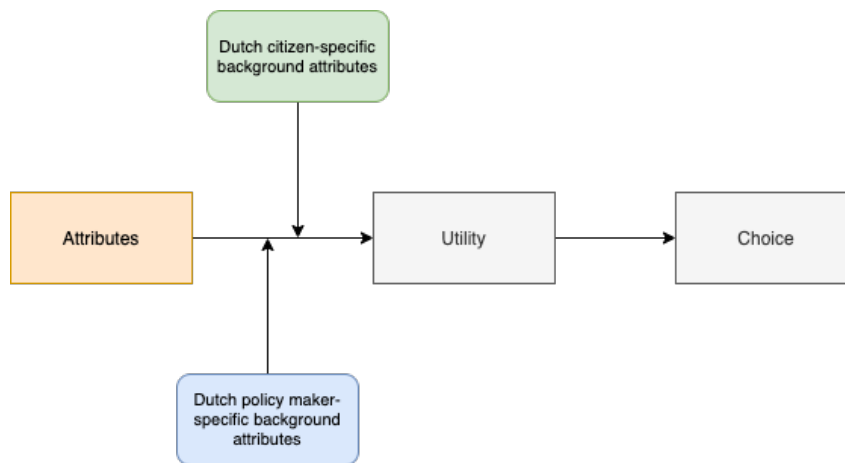 Dutch citizen-specific
background attributes
Attributes
Utility
Choice
Dutch policy maker-
specific background
attributes